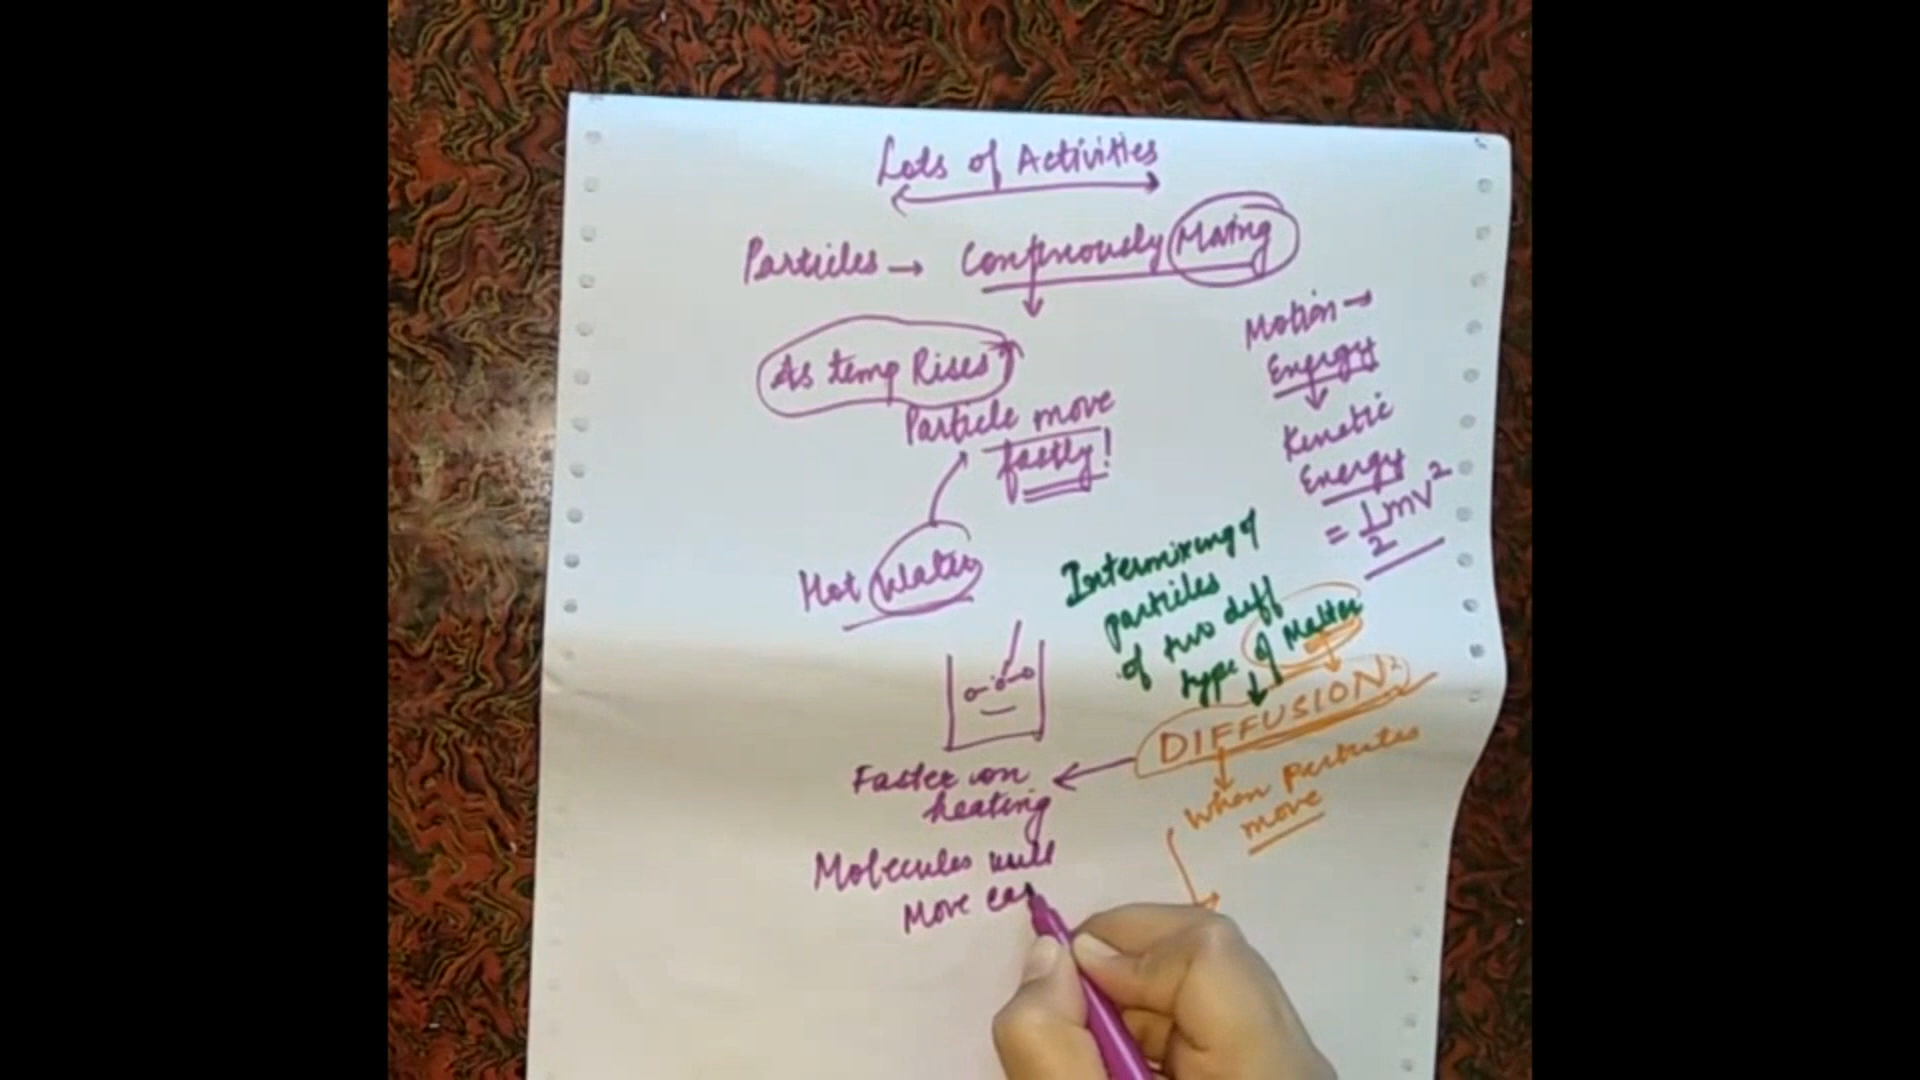 Lots of Activities
Particles → Continuously Moving
As temp Rises ↑
Particle move
fastly!
Hot Water
Motion →
Energy
Kenetic
Energy
= 1/2 mv²
Intermixing of
particles
of two diff
type of Matter
DIFFUSION
When particles
move
Faster on
heating
Molecules will
Move eas